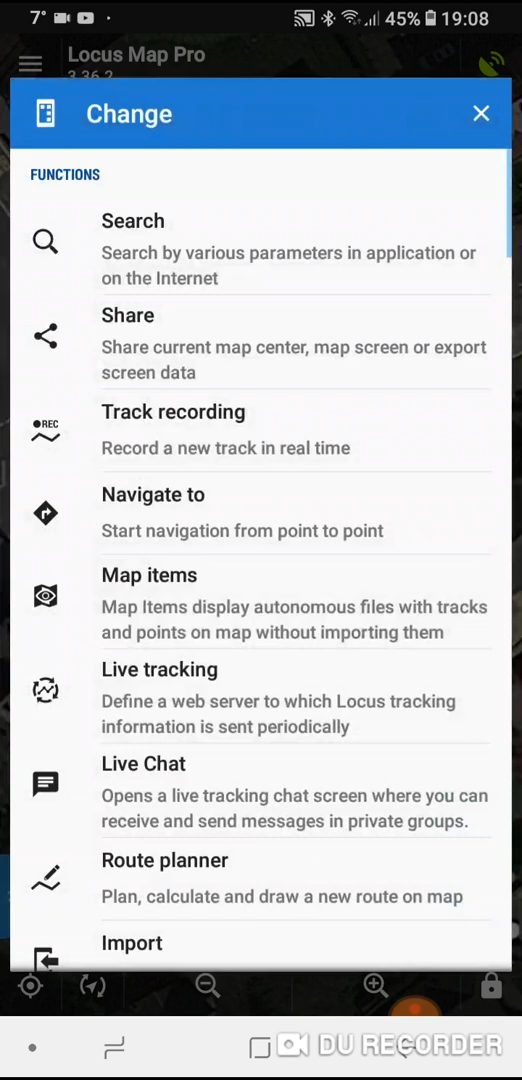 7° 45% 19:08
Locus Map Pro
3.36.2
Change
FUNCTIONS
Search
Search by various parameters in application or
on the Internet
Share
Share current map center, map screen or export
screen data
REC
Track recording
Record a new track in real time
Navigate to
Start navigation from point to point
Map items
Map Items display autonomous files with tracks
and points on map without importing them
Live tracking
Define a web server to which Locus tracking
information is sent periodically
Live Chat
Opens a live tracking chat screen where you can
receive and send messages in private groups.
Route planner
Plan, calculate and draw a new route on map
Import
DU RECORDER